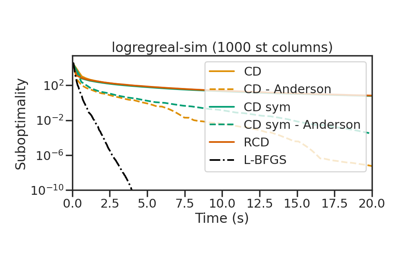 logregreal-sim (1000 st columns)
Suboptimality
10²
10⁻²
10⁻⁶
10⁻¹⁰
CD
CD - Anderson
CD sym
CD sym - Anderson
RCD
L-BFGS
0.0 2.5 5.0 7.5 10.0 12.5 15.0 17.5 20.0
Time (s)